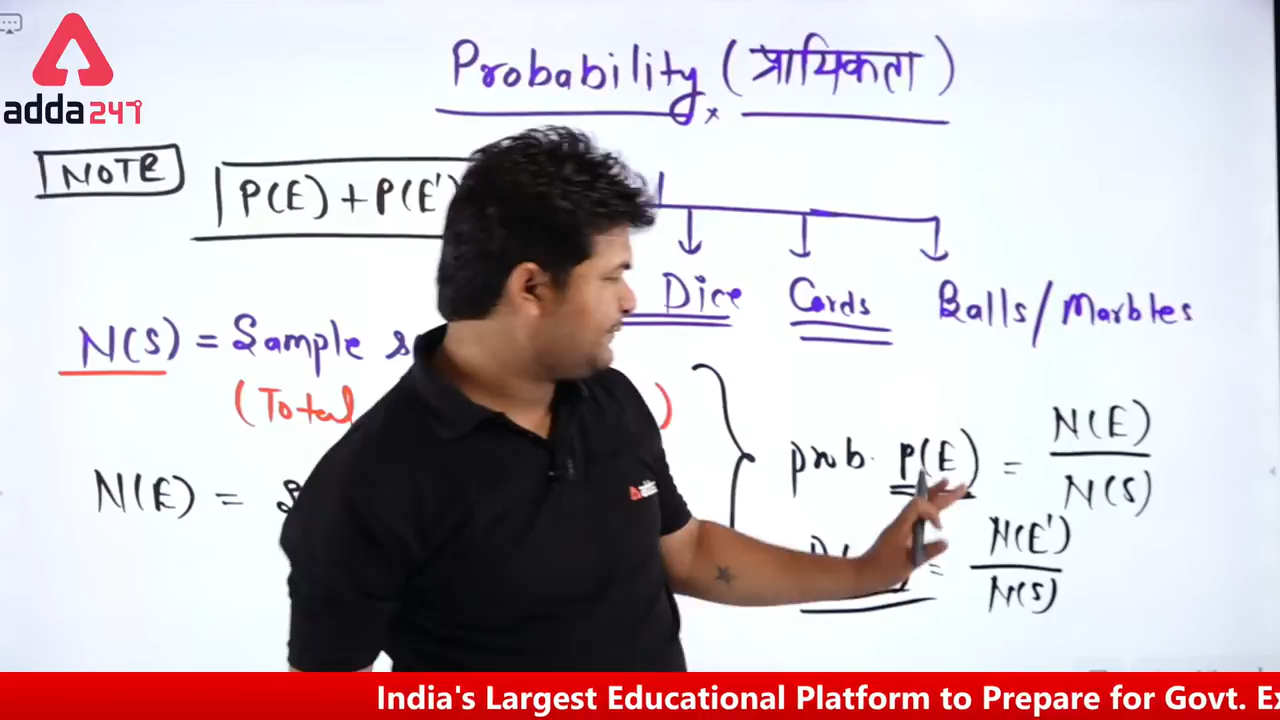 adda247
Probability (प्रायिकता)
NOTE
P(E) + P(E')
Dice
Cards
Balls/Marbles
N(S) = Sample
(Total )
prob. P(E) = N(E)/N(S)
N(E) =
= N(E')/N(S)
adda
India's Largest Educational Platform to Prepare for Govt.